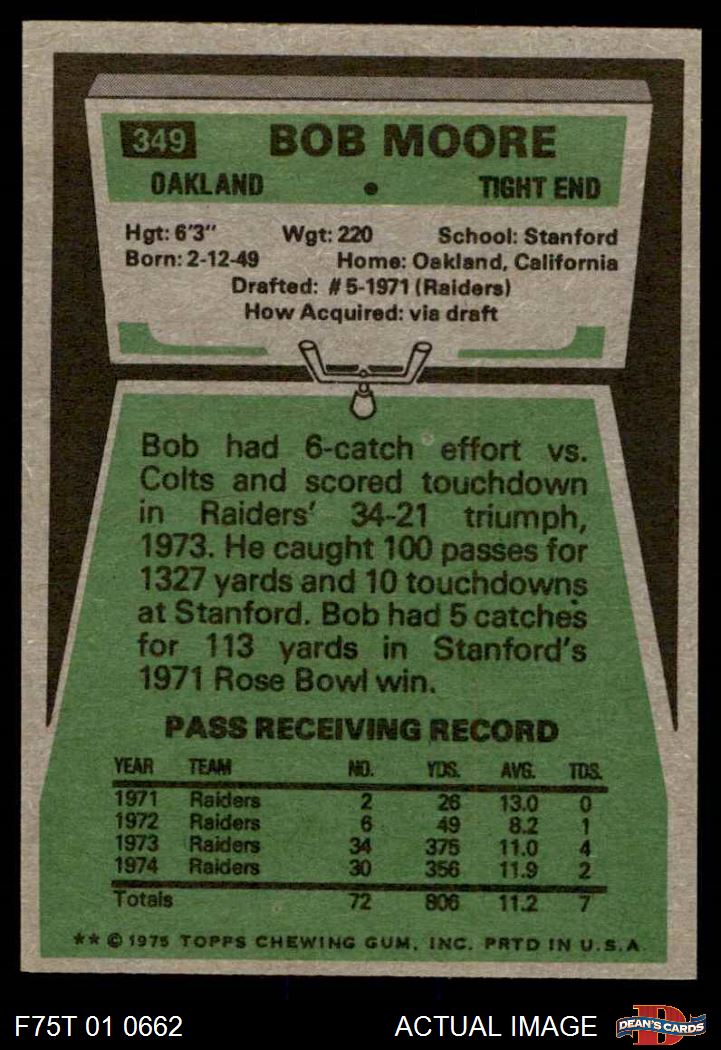 349 BOB MOORE
OAKLAND • TIGHT END
Hgt: 6'3" Wgt: 220 School: Stanford
Born: 2-12-49 Home: Oakland, California
Drafted: #5-1971 (Raiders)
How Acquired: via draft
Bob had 6-catch effort vs.
Colts and scored touchdown
in Raiders' 34-21 triumph,
1973. He caught 100 passes for
1327 yards and 10 touchdowns
at Stanford. Bob had 5 catches
for 113 yards in Stanford's
1971 Rose Bowl win.
PASS RECEIVING RECORD
YEAR TEAM NO. YDS. AVG. TDS.
1971 Raiders 2 26 13.0 0
1972 Raiders 6 49 8.2 1
1973 Raiders 34 375 11.0 4
1974 Raiders 30 356 11.9 2
Totals 72 806 11.2 7
** © 1975 TOPPS CHEWING GUM, INC. PRTD IN U.S.A.
F75T 01 0662 ACTUAL IMAGE D DEAN'S CARDS